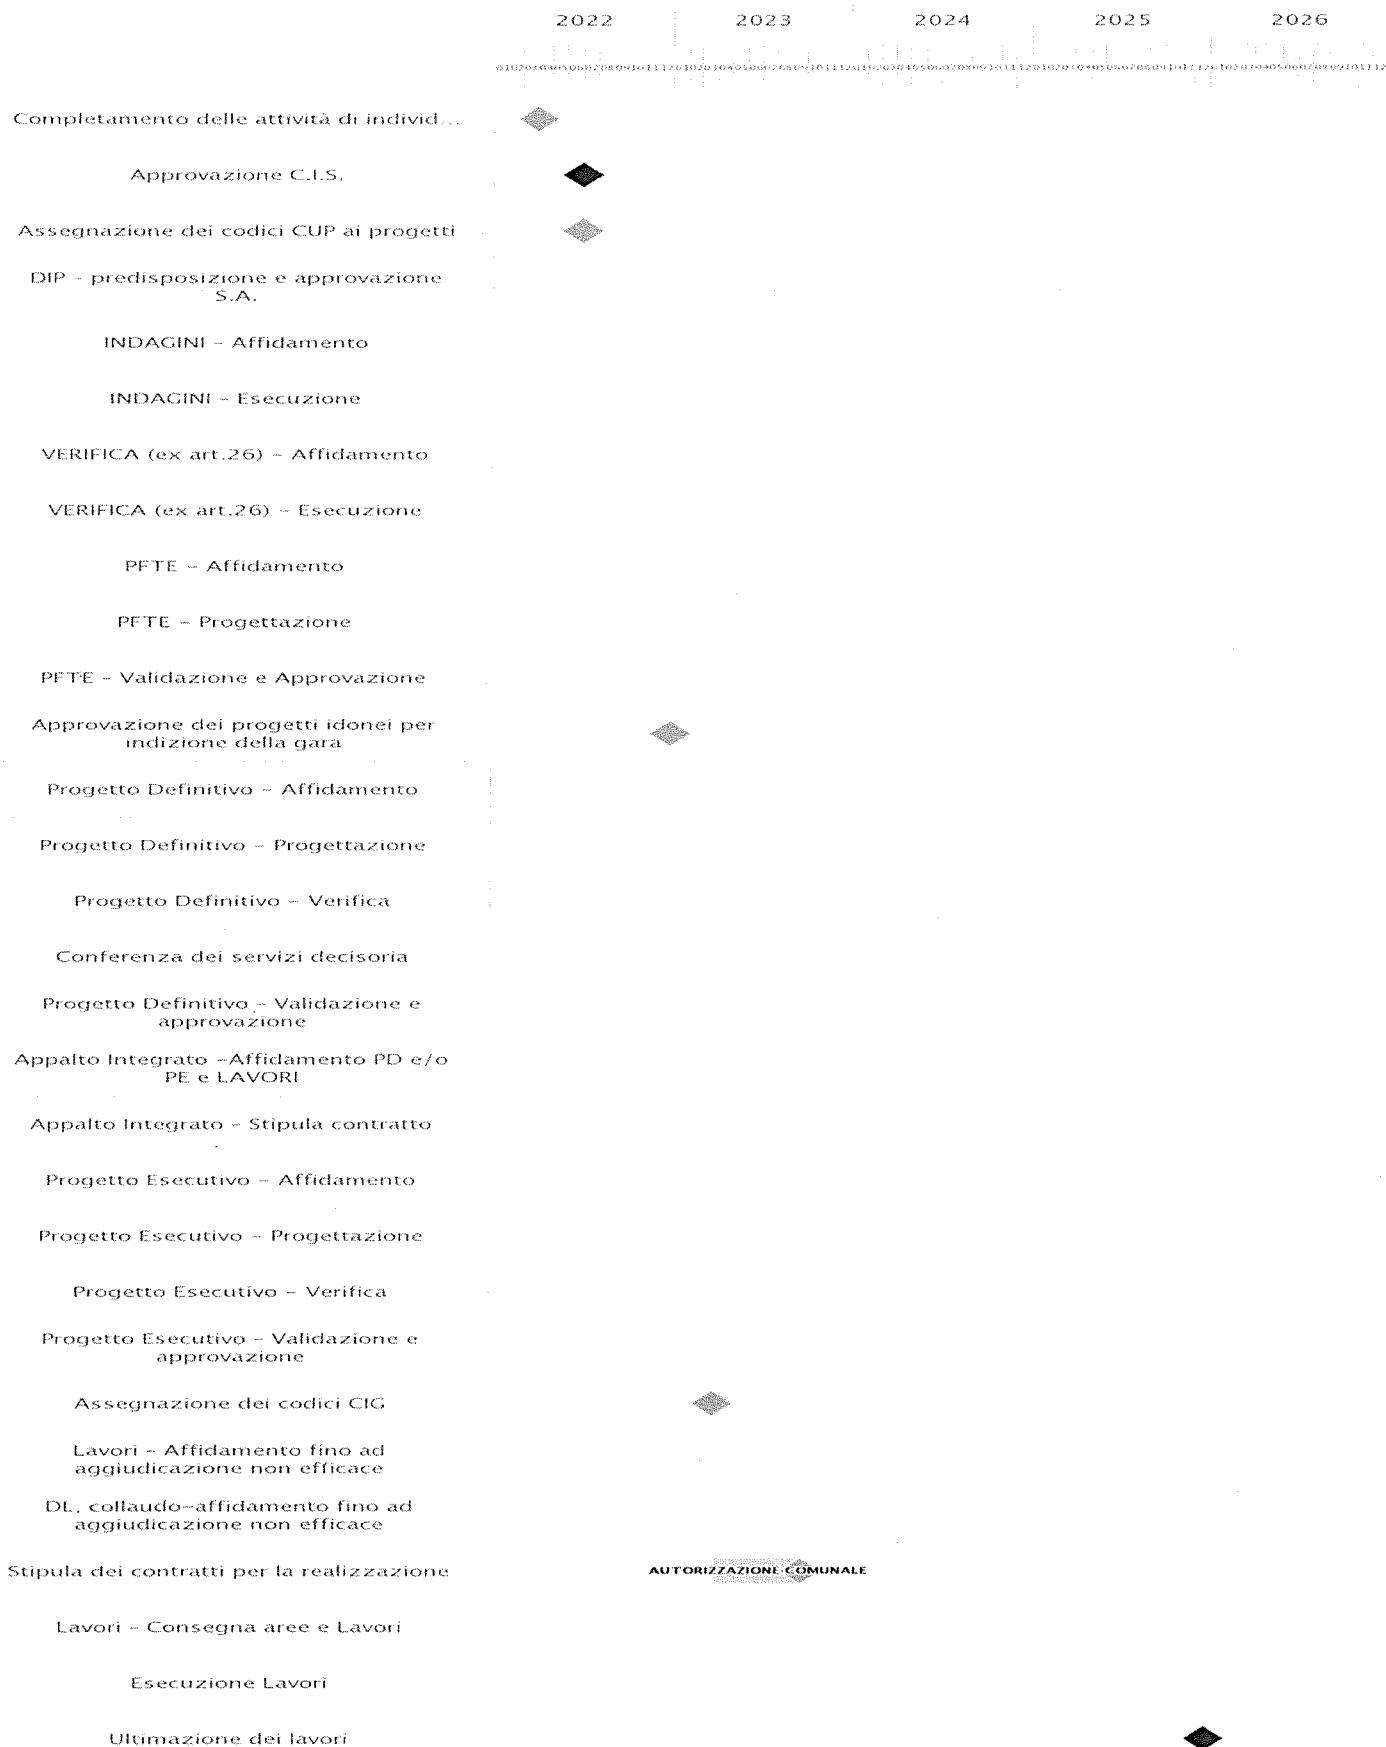 2022 2023 2024 2025 2026
Completamento delle attività di individ...
Approvazione C.I.S.
Assegnazione dei codici CUP ai progetti
DIP - predisposizione e approvazione
S.A.
INDAGINI - Affidamento
INDAGINI - Esecuzione
VERIFICA (ex art.26) - Affidamento
VERIFICA (ex art.26) - Esecuzione
PFTE - Affidamento
PFTE - Progettazione
PFTE - Validazione e Approvazione
Approvazione dei progetti idonei per
indizione della gara
Progetto Definitivo - Affidamento
Progetto Definitivo - Progettazione
Progetto Definitivo - Verifica
Conferenza dei servizi decisoria
Progetto Definitivo - Validazione e
approvazione
Appalto Integrato -Affidamento PD e/o
PE e LAVORI
Appalto Integrato - Stipula contratto
Progetto Esecutivo - Affidamento
Progetto Esecutivo - Progettazione
Progetto Esecutivo - Verifica
Progetto Esecutivo - Validazione e
approvazione
Assegnazione dei codici CIG
Lavori - Affidamento fino ad
aggiudicazione non efficace
DL, collaudo-affidamento fino ad
aggiudicazione non efficace
Stipula dei contratti per la realizzazione AUTORIZZAZIONE COMUNALE
Lavori - Consegna aree e Lavori
Esecuzione Lavori
Ultimazione dei lavori